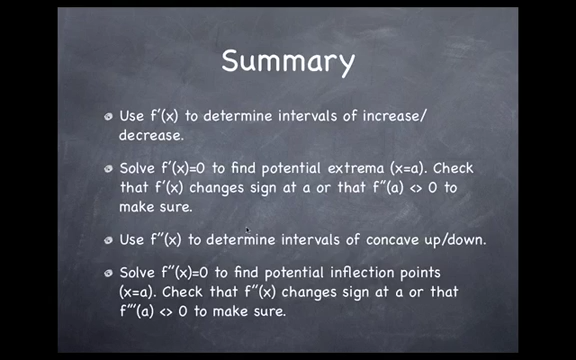 Summary
Use f'(x) to determine intervals of increase/
decrease.
Solve f'(x)=0 to find potential extrema (x=a). Check
that f'(x) changes sign at a or that f''(a) <> 0 to
make sure.
Use f''(x) to determine intervals of concave up/down.
Solve f''(x)=0 to find potential inflection points
(x=a). Check that f''(x) changes sign at a or that
f'''(a) <> 0 to make sure.